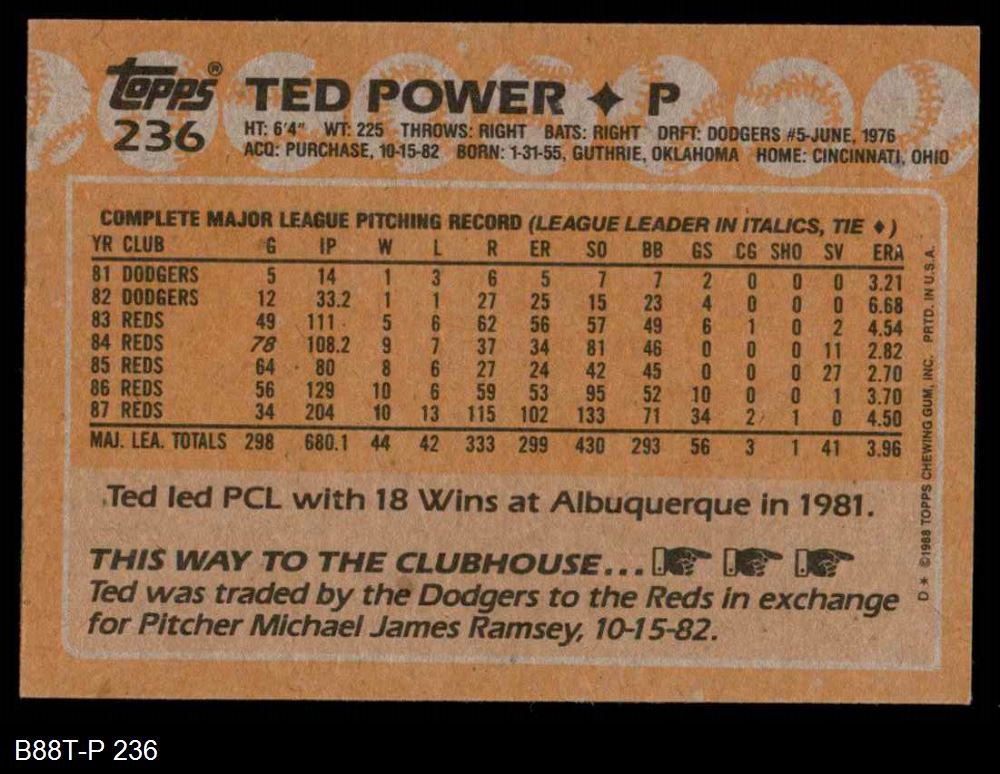 topps®
236
TED POWER ✦ P
HT: 6'4" WT: 225 THROWS: RIGHT BATS: RIGHT DRFT: DODGERS #5-JUNE, 1976
ACQ: PURCHASE, 10-15-82 BORN: 1-31-55, GUTHRIE, OKLAHOMA HOME: CINCINNATI, OHIO
COMPLETE MAJOR LEAGUE PITCHING RECORD (LEAGUE LEADER IN ITALICS, TIE ♦)
YR CLUB G IP W L R ER SO BB GS CG SHO SV ERA
81 DODGERS 5 14 1 3 6 5 7 7 2 0 0 0 3.21
82 DODGERS 12 33.2 1 1 27 25 15 23 4 0 0 0 6.68
83 REDS 49 111 5 6 62 56 57 49 6 1 0 2 4.54
84 REDS 78 108.2 9 7 37 34 81 46 0 0 0 11 2.82
85 REDS 64 80 8 6 27 24 42 45 0 0 0 27 2.70
86 REDS 56 129 10 6 59 53 95 52 10 0 0 1 3.70
87 REDS 34 204 10 13 115 102 133 71 34 2 1 0 4.50
MAJ. LEA. TOTALS 298 680.1 44 42 333 299 430 293 56 3 1 41 3.96
Ted led PCL with 18 Wins at Albuquerque in 1981.
THIS WAY TO THE CLUBHOUSE...
Ted was traded by the Dodgers to the Reds in exchange
for Pitcher Michael James Ramsey, 10-15-82.
D* ©1988 TOPPS CHEWING GUM, INC. PRTD. IN U.S.A.
B88T-P 236